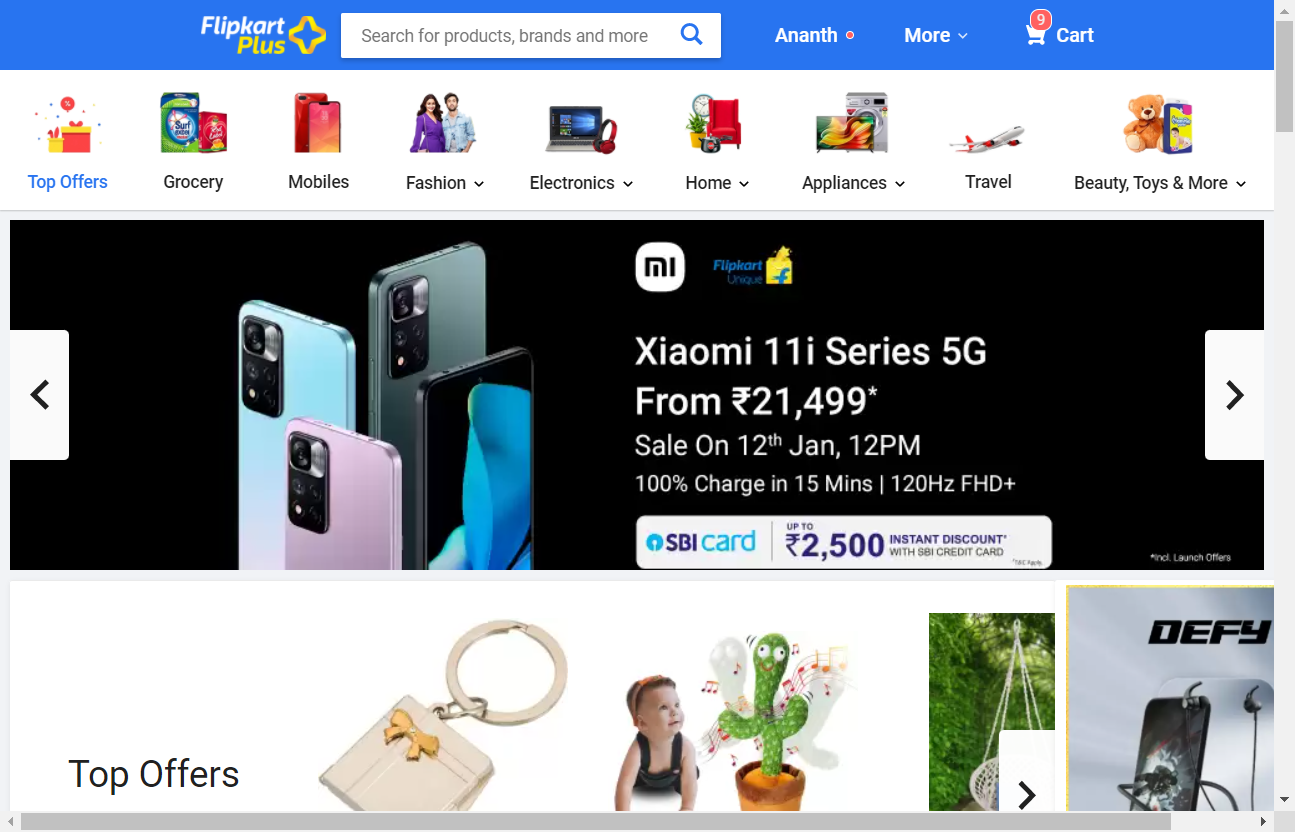 Flipkart
Plus
Search for products, brands and more
Ananth
More
9
Cart
%
Surf
excel
Top Offers
Grocery
Mobiles
Fashion
Electronics
Home
Appliances
Travel
Beauty, Toys & More
mi
Flipkart
Unique
Xiaomi 11i Series 5G
From ₹21,499*
Sale On 12th Jan, 12PM
100% Charge in 15 Mins | 120Hz FHD+
SBI card
UP TO
₹2,500 INSTANT DISCOUNT*
WITH SBI CREDIT CARD
*T&C Apply.
*Incl. Launch Offers
DEFY
Top Offers